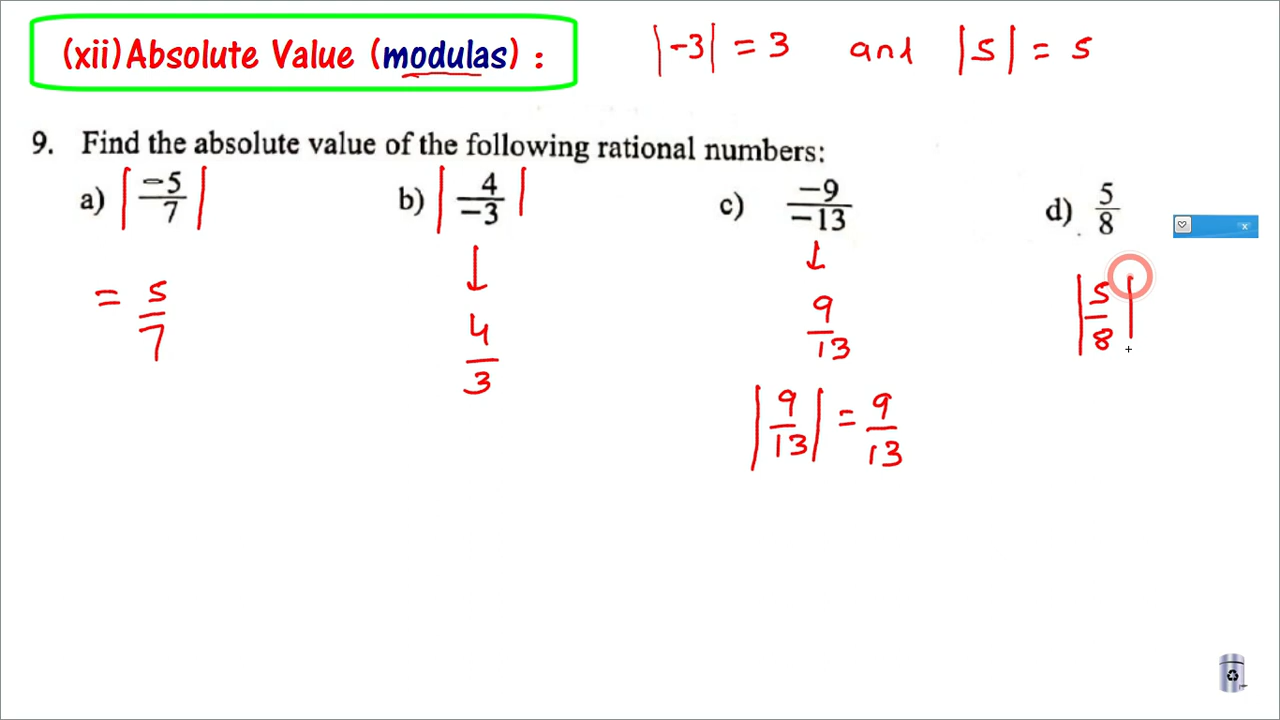 (xii) Absolute Value (modulas) :
|-3| = 3 and |5| = 5
9. Find the absolute value of the following rational numbers:
a) |-5/7| b) |4/-3| c) -9/-13 d) 5/8
= 5/7 4/3 9/13 |5/8|
|9/13| = 9/13